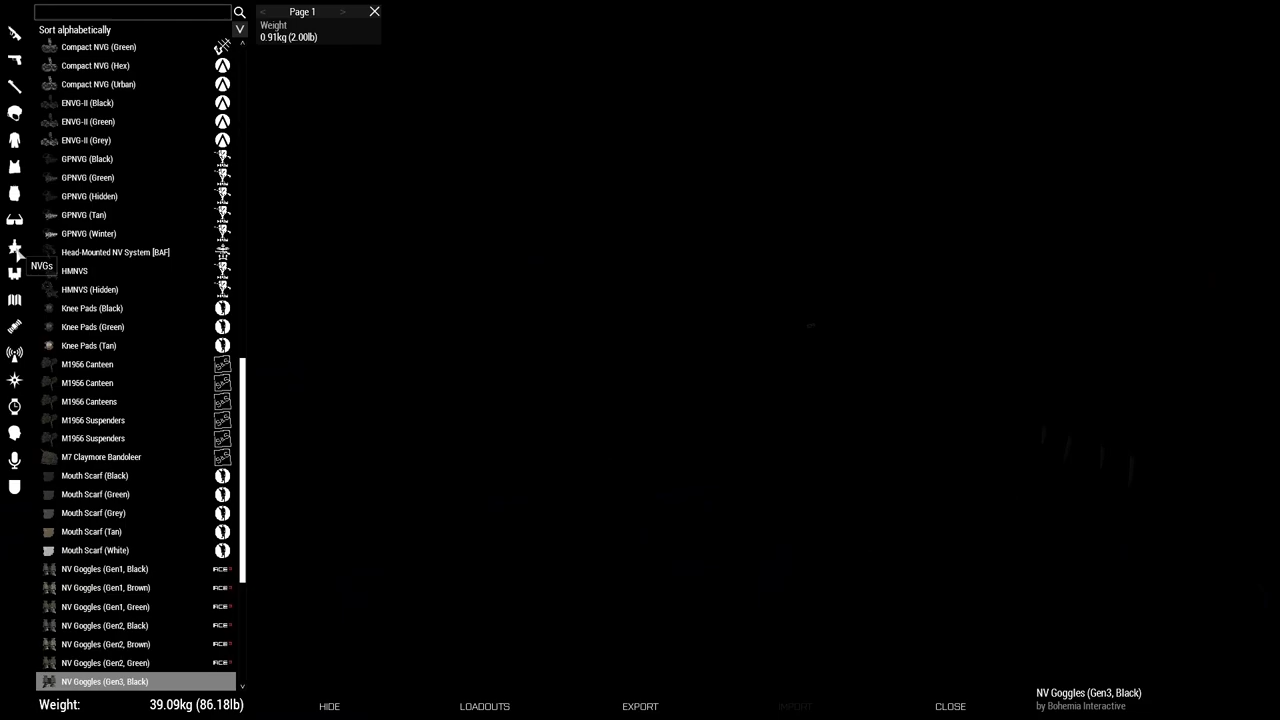 < Page 1 >
Weight
0.91kg (2.00lb)
Sort alphabetically
Compact NVG (Green)
Compact NVG (Hex)
Compact NVG (Urban)
ENVG-II (Black)
ENVG-II (Green)
ENVG-II (Grey)
GPNVG (Black)
GPNVG (Green)
GPNVG (Hidden)
GPNVG (Tan)
GPNVG (Winter)
Head-Mounted NV System [BAF]
NVGs
HMNVS
HMNVS (Hidden)
Knee Pads (Black)
Knee Pads (Green)
Knee Pads (Tan)
M1956 Canteen
M1956 Canteen
M1956 Canteens
M1956 Suspenders
M1956 Suspenders
M7 Claymore Bandoleer
Mouth Scarf (Black)
Mouth Scarf (Green)
Mouth Scarf (Grey)
Mouth Scarf (Tan)
Mouth Scarf (White)
NV Goggles (Gen1, Black) ACE3
NV Goggles (Gen1, Brown) ACE3
NV Goggles (Gen1, Green) ACE3
NV Goggles (Gen2, Black) ACE3
NV Goggles (Gen2, Brown) ACE3
NV Goggles (Gen2, Green) ACE3
NV Goggles (Gen3, Black)
Weight: 39.09kg (86.18lb)
HIDE LOADOUTS EXPORT IMPORT CLOSE
NV Goggles (Gen3, Black)
by Bohemia Interactive